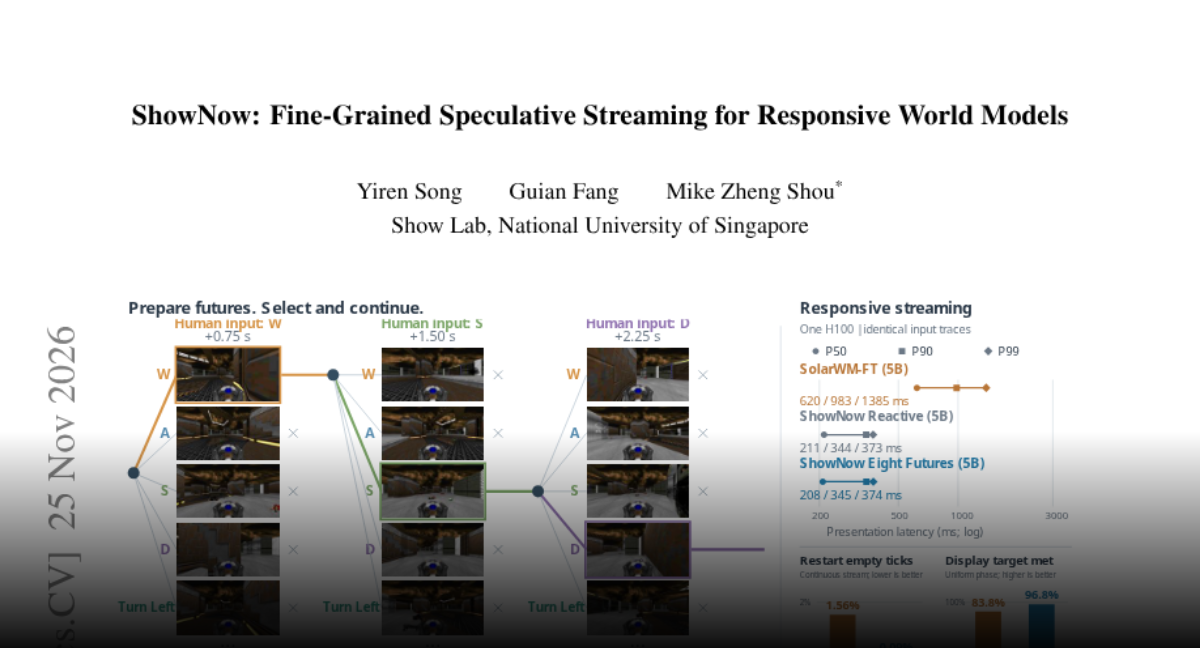 ShowNow: Fine-Grained Speculative Streaming for Responsive World Models
Yiren Song Guian Fang Mike Zheng Shou*
Show Lab, National University of Singapore
s.CV] 25 Nov 2026
Prepare futures. Select and continue.
Human input: W
+0.75 s
Human input: S
+1.50 s
Human input: D
+2.25 s
W
A
S
D
Turn Left
W
A
S
D
Turn Left
W
A
S
D
Turn Left
Responsive streaming
One H100 | identical input traces
P50 P90 P99
SolarWM-FT (5B)
620 / 983 / 1385 ms
ShowNow Reactive (5B)
211 / 344 / 373 ms
ShowNow Eight Futures (5B)
208 / 345 / 374 ms
200 500 1000 3000
Presentation latency (ms; log)
Restart empty ticks
Continuous stream; lower is better
2%
1.56%
Display target met
Uniform phase; higher is better
100%
83.8%
96.8%